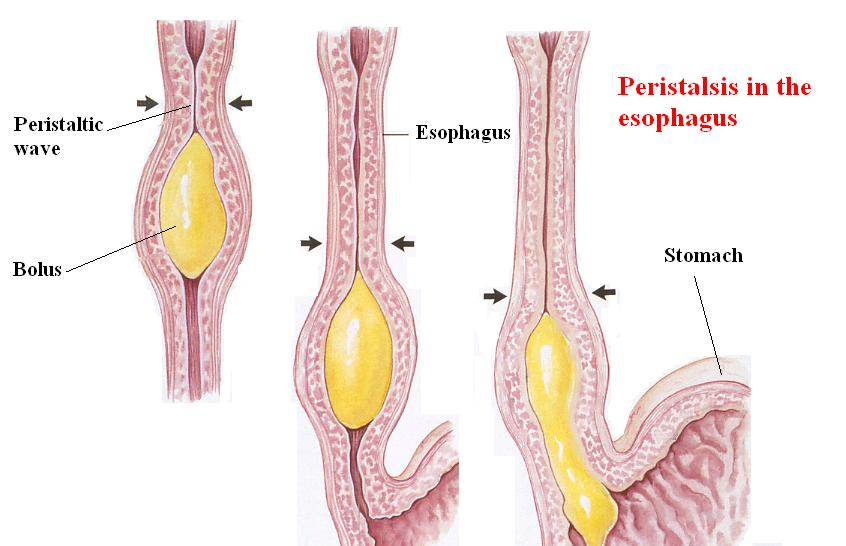 Peristalsis in the
esophagus
Peristaltic
wave
Esophagus
Bolus
Stomach